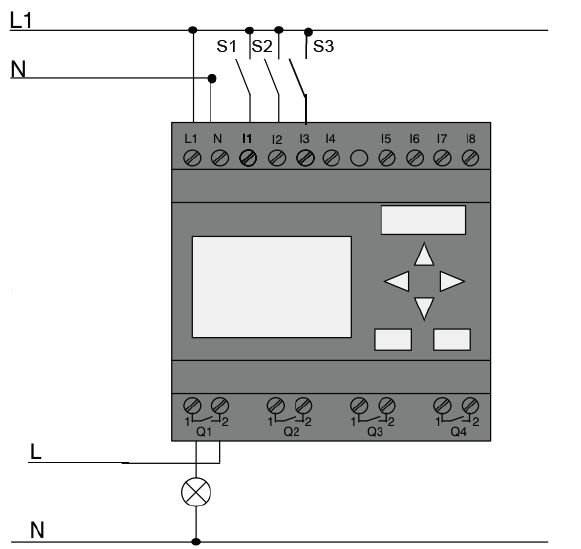 L1
S1 S2 S3
N
L1 N I1 I2 I3 I4 I5 I6 I7 I8
1 2 1 2 1 2 1 2
Q1 Q2 Q3 Q4
L
N